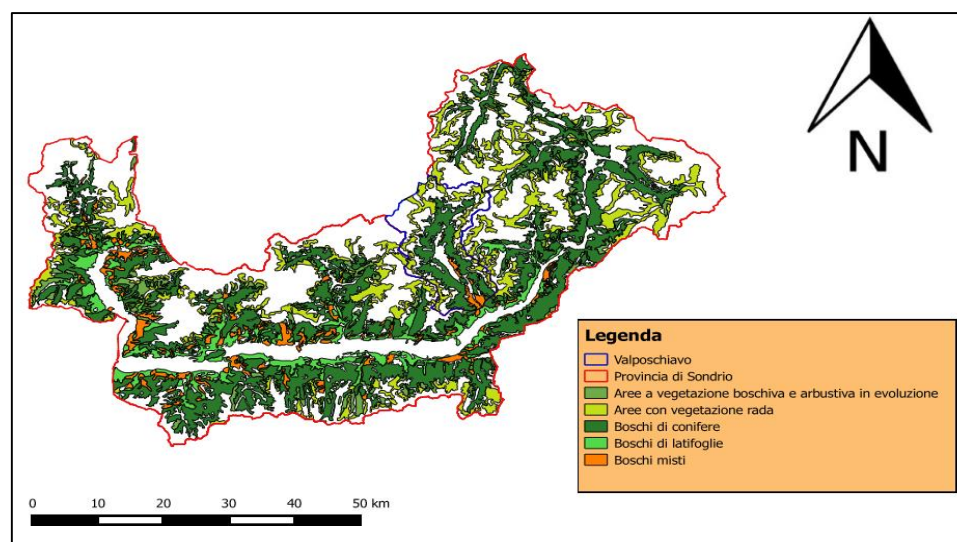 N
Legenda
Valposchiavo
Provincia di Sondrio
Aree a vegetazione boschiva e arbustiva in evoluzione
Aree con vegetazione rada
Boschi di conifere
Boschi di latifoglie
Boschi misti
0 10 20 30 40 50 km